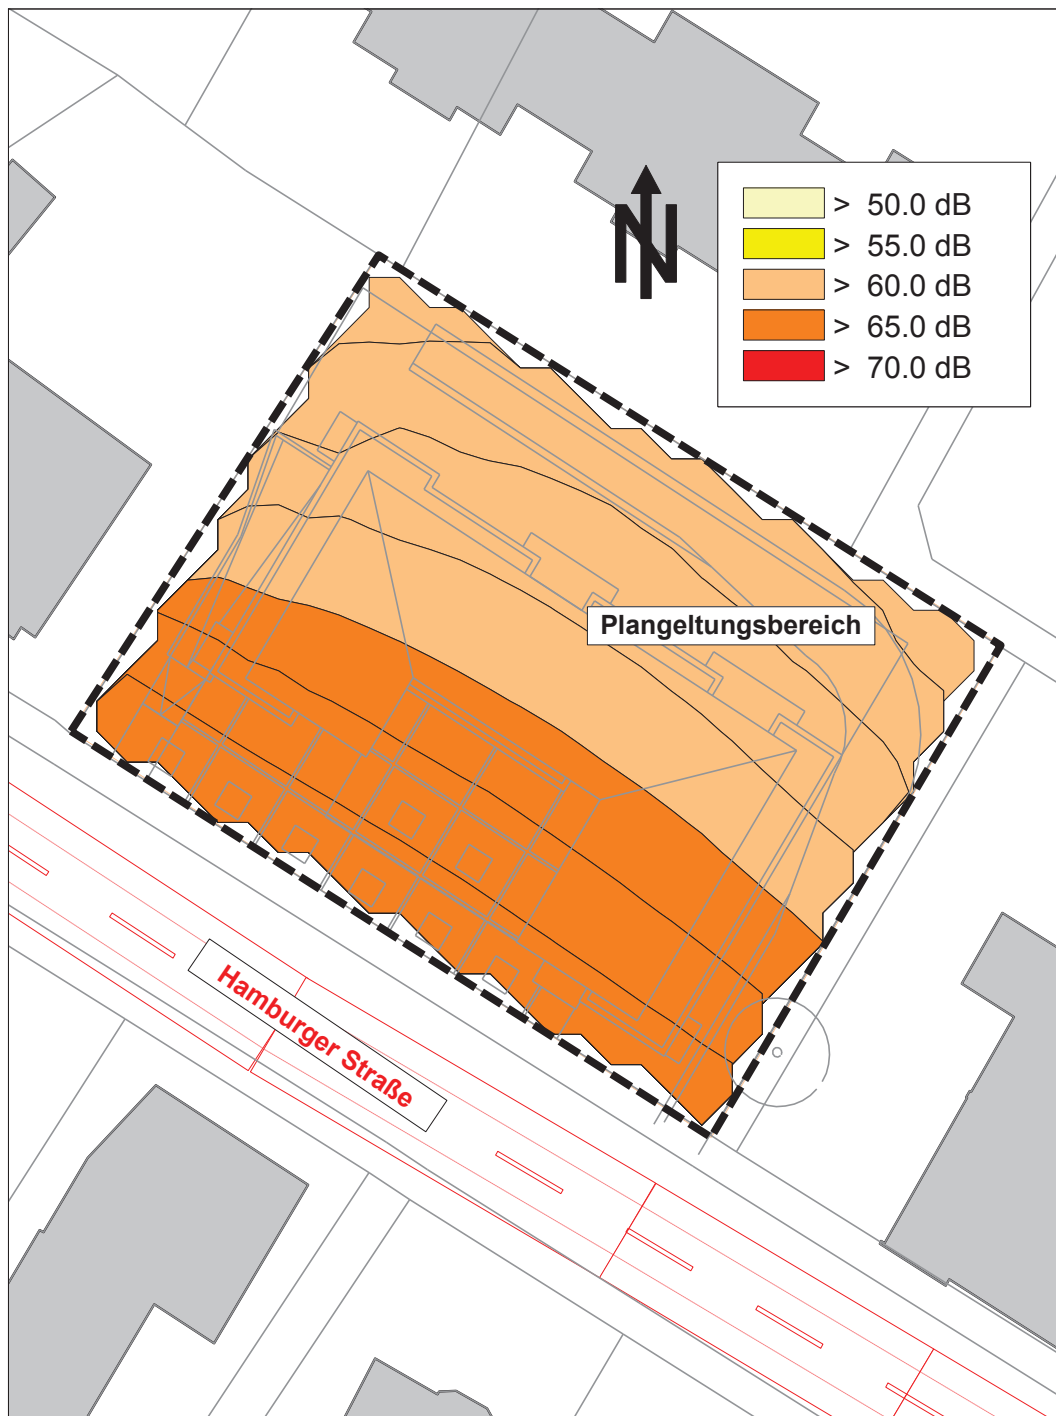 N
> 50.0 dB
> 55.0 dB
> 60.0 dB
> 65.0 dB
> 70.0 dB
Plangeltungsbereich
Hamburger Straße